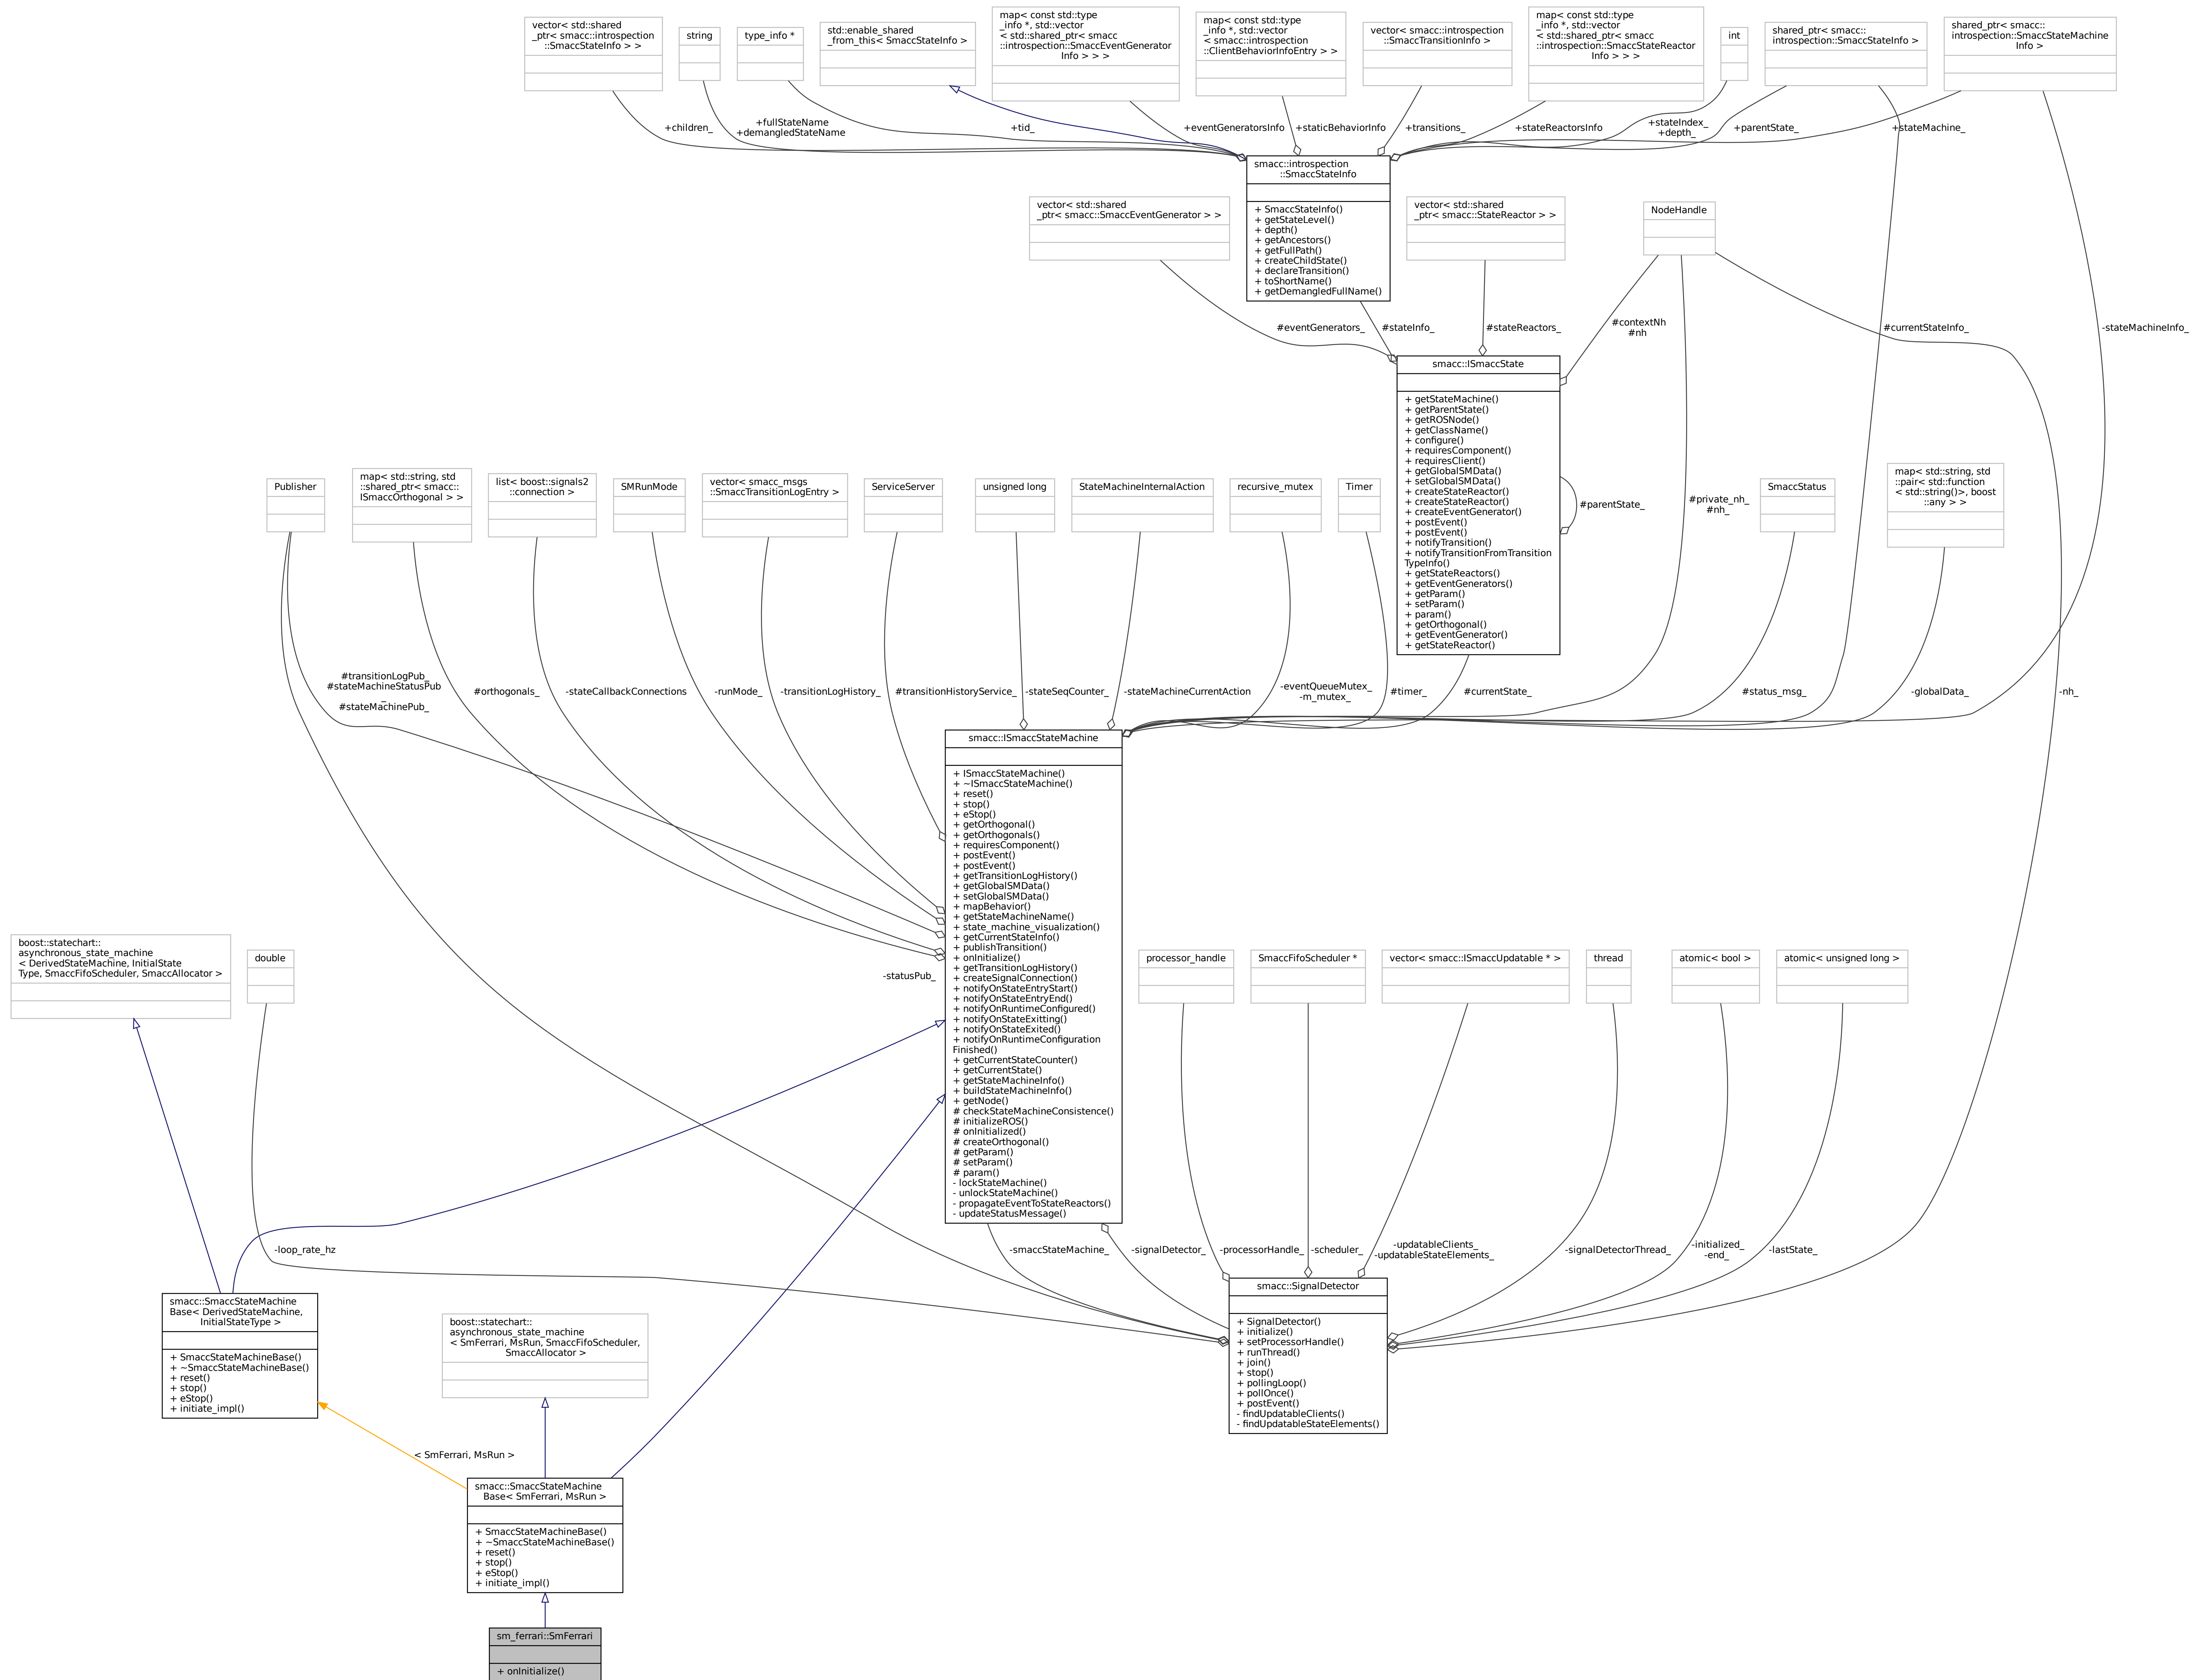 vector< std::shared
_ptr< smacc::introspection
::SmaccStateInfo > >
string
type_info *
std::enable_shared
_from_this< SmaccStateInfo >
map< const std::type
_info *, std::vector
< std::shared_ptr< smacc
::introspection::SmaccEventGenerator
Info > > >
map< const std::type
_info *, std::vector
< smacc::introspection
::ClientBehaviorInfoEntry > >
vector< smacc::introspection
::SmaccTransitionInfo >
map< const std::type
_info *, std::vector
< std::shared_ptr< smacc
::introspection::SmaccStateReactor
Info > > >
int
shared_ptr< smacc::
introspection::SmaccStateInfo >
shared_ptr< smacc::
introspection::SmaccStateMachine
Info >
+children_
+fullStateName
+demangledStateName
+tid_
+eventGeneratorsInfo
+staticBehaviorInfo
+transitions_
+stateReactorsInfo
+stateIndex_
+depth_
+parentState_
+stateMachine_
smacc::introspection
::SmaccStateInfo
+ SmaccStateInfo()
+ getStateLevel()
+ depth()
+ getAncestors()
+ getFullPath()
+ createChildState()
+ declareTransition()
+ toShortName()
+ getDemangledFullName()
vector< std::shared
_ptr< smacc::SmaccEventGenerator > >
vector< std::shared
_ptr< smacc::StateReactor > >
NodeHandle
#eventGenerators_
#stateInfo_
#stateReactors_
#contextNh
#nh
#currentStateInfo_
-stateMachineInfo_
smacc::ISmaccState
+ getStateMachine()
+ getParentState()
+ getROSNode()
+ getClassName()
+ configure()
+ requiresComponent()
+ requiresClient()
+ getGlobalSMData()
+ setGlobalSMData()
+ createStateReactor()
+ createStateReactor()
+ createEventGenerator()
+ postEvent()
+ postEvent()
+ notifyTransition()
+ notifyTransitionFromTransition
TypeInfo()
+ getStateReactors()
+ getEventGenerators()
+ getParam()
+ setParam()
+ param()
+ getOrthogonal()
+ getEventGenerator()
+ getStateReactor()
#parentState_
#private_nh_
#nh_
Publisher
map< std::string, std
::shared_ptr< smacc::
ISmaccOrthogonal > >
list< boost::signals2
::connection >
SMRunMode
vector< smacc_msgs
::SmaccTransitionLogEntry >
ServiceServer
unsigned long
StateMachineInternalAction
recursive_mutex
Timer
SmaccStatus
map< std::string, std
::pair< std::function
< std::string()>, boost
::any > >
#transitionLogPub_
#stateMachineStatusPub
_
#stateMachinePub_
#orthogonals_
-stateCallbackConnections
-runMode_
-transitionLogHistory_
#transitionHistoryService_
-stateSeqCounter_
-stateMachineCurrentAction
-eventQueueMutex_
-m_mutex_
#timer_
#currentState_
#status_msg_
-globalData_
-nh_
smacc::ISmaccStateMachine
+ ISmaccStateMachine()
+ ~ISmaccStateMachine()
+ reset()
+ stop()
+ eStop()
+ getOrthogonal()
+ getOrthogonals()
+ requiresComponent()
+ postEvent()
+ postEvent()
+ getTransitionLogHistory()
+ getGlobalSMData()
+ setGlobalSMData()
+ mapBehavior()
+ getStateMachineName()
+ state_machine_visualization()
+ getCurrentStateInfo()
+ publishTransition()
+ onInitialize()
+ getTransitionLogHistory()
+ createSignalConnection()
+ notifyOnStateEntryStart()
+ notifyOnStateEntryEnd()
+ notifyOnRuntimeConfigured()
+ notifyOnStateExitting()
+ notifyOnStateExited()
+ notifyOnRuntimeConfiguration
Finished()
+ getCurrentStateCounter()
+ getCurrentState()
+ getStateMachineInfo()
+ buildStateMachineInfo()
+ getNode()
# checkStateMachineConsistence()
# initializeROS()
# onInitialized()
# createOrthogonal()
# getParam()
# setParam()
# param()
- lockStateMachine()
- unlockStateMachine()
- propagateEventToStateReactors()
- updateStatusMessage()
boost::statechart::
asynchronous_state_machine
< DerivedStateMachine, InitialState
Type, SmaccFifoScheduler, SmaccAllocator >
double
-statusPub_
processor_handle
SmaccFifoScheduler *
vector< smacc::ISmaccUpdatable * >
thread
atomic< bool >
atomic< unsigned long >
-loop_rate_hz
-smaccStateMachine_
-signalDetector_
-processorHandle_
-scheduler_
-updatableClients_
-updatableStateElements_
-signalDetectorThread_
-initialized_
-end_
-lastState_
smacc::SignalDetector
+ SignalDetector()
+ initialize()
+ setProcessorHandle()
+ runThread()
+ join()
+ stop()
+ pollingLoop()
+ pollOnce()
+ postEvent()
- findUpdatableClients()
- findUpdatableStateElements()
smacc::SmaccStateMachine
Base< DerivedStateMachine,
InitialStateType >
+ SmaccStateMachineBase()
+ ~SmaccStateMachineBase()
+ reset()
+ stop()
+ eStop()
+ initiate_impl()
boost::statechart::
asynchronous_state_machine
< SmFerrari, MsRun, SmaccFifoScheduler,
SmaccAllocator >
< SmFerrari, MsRun >
smacc::SmaccStateMachine
Base< SmFerrari, MsRun >
+ SmaccStateMachineBase()
+ ~SmaccStateMachineBase()
+ reset()
+ stop()
+ eStop()
+ initiate_impl()
sm_ferrari::SmFerrari
+ onInitialize()